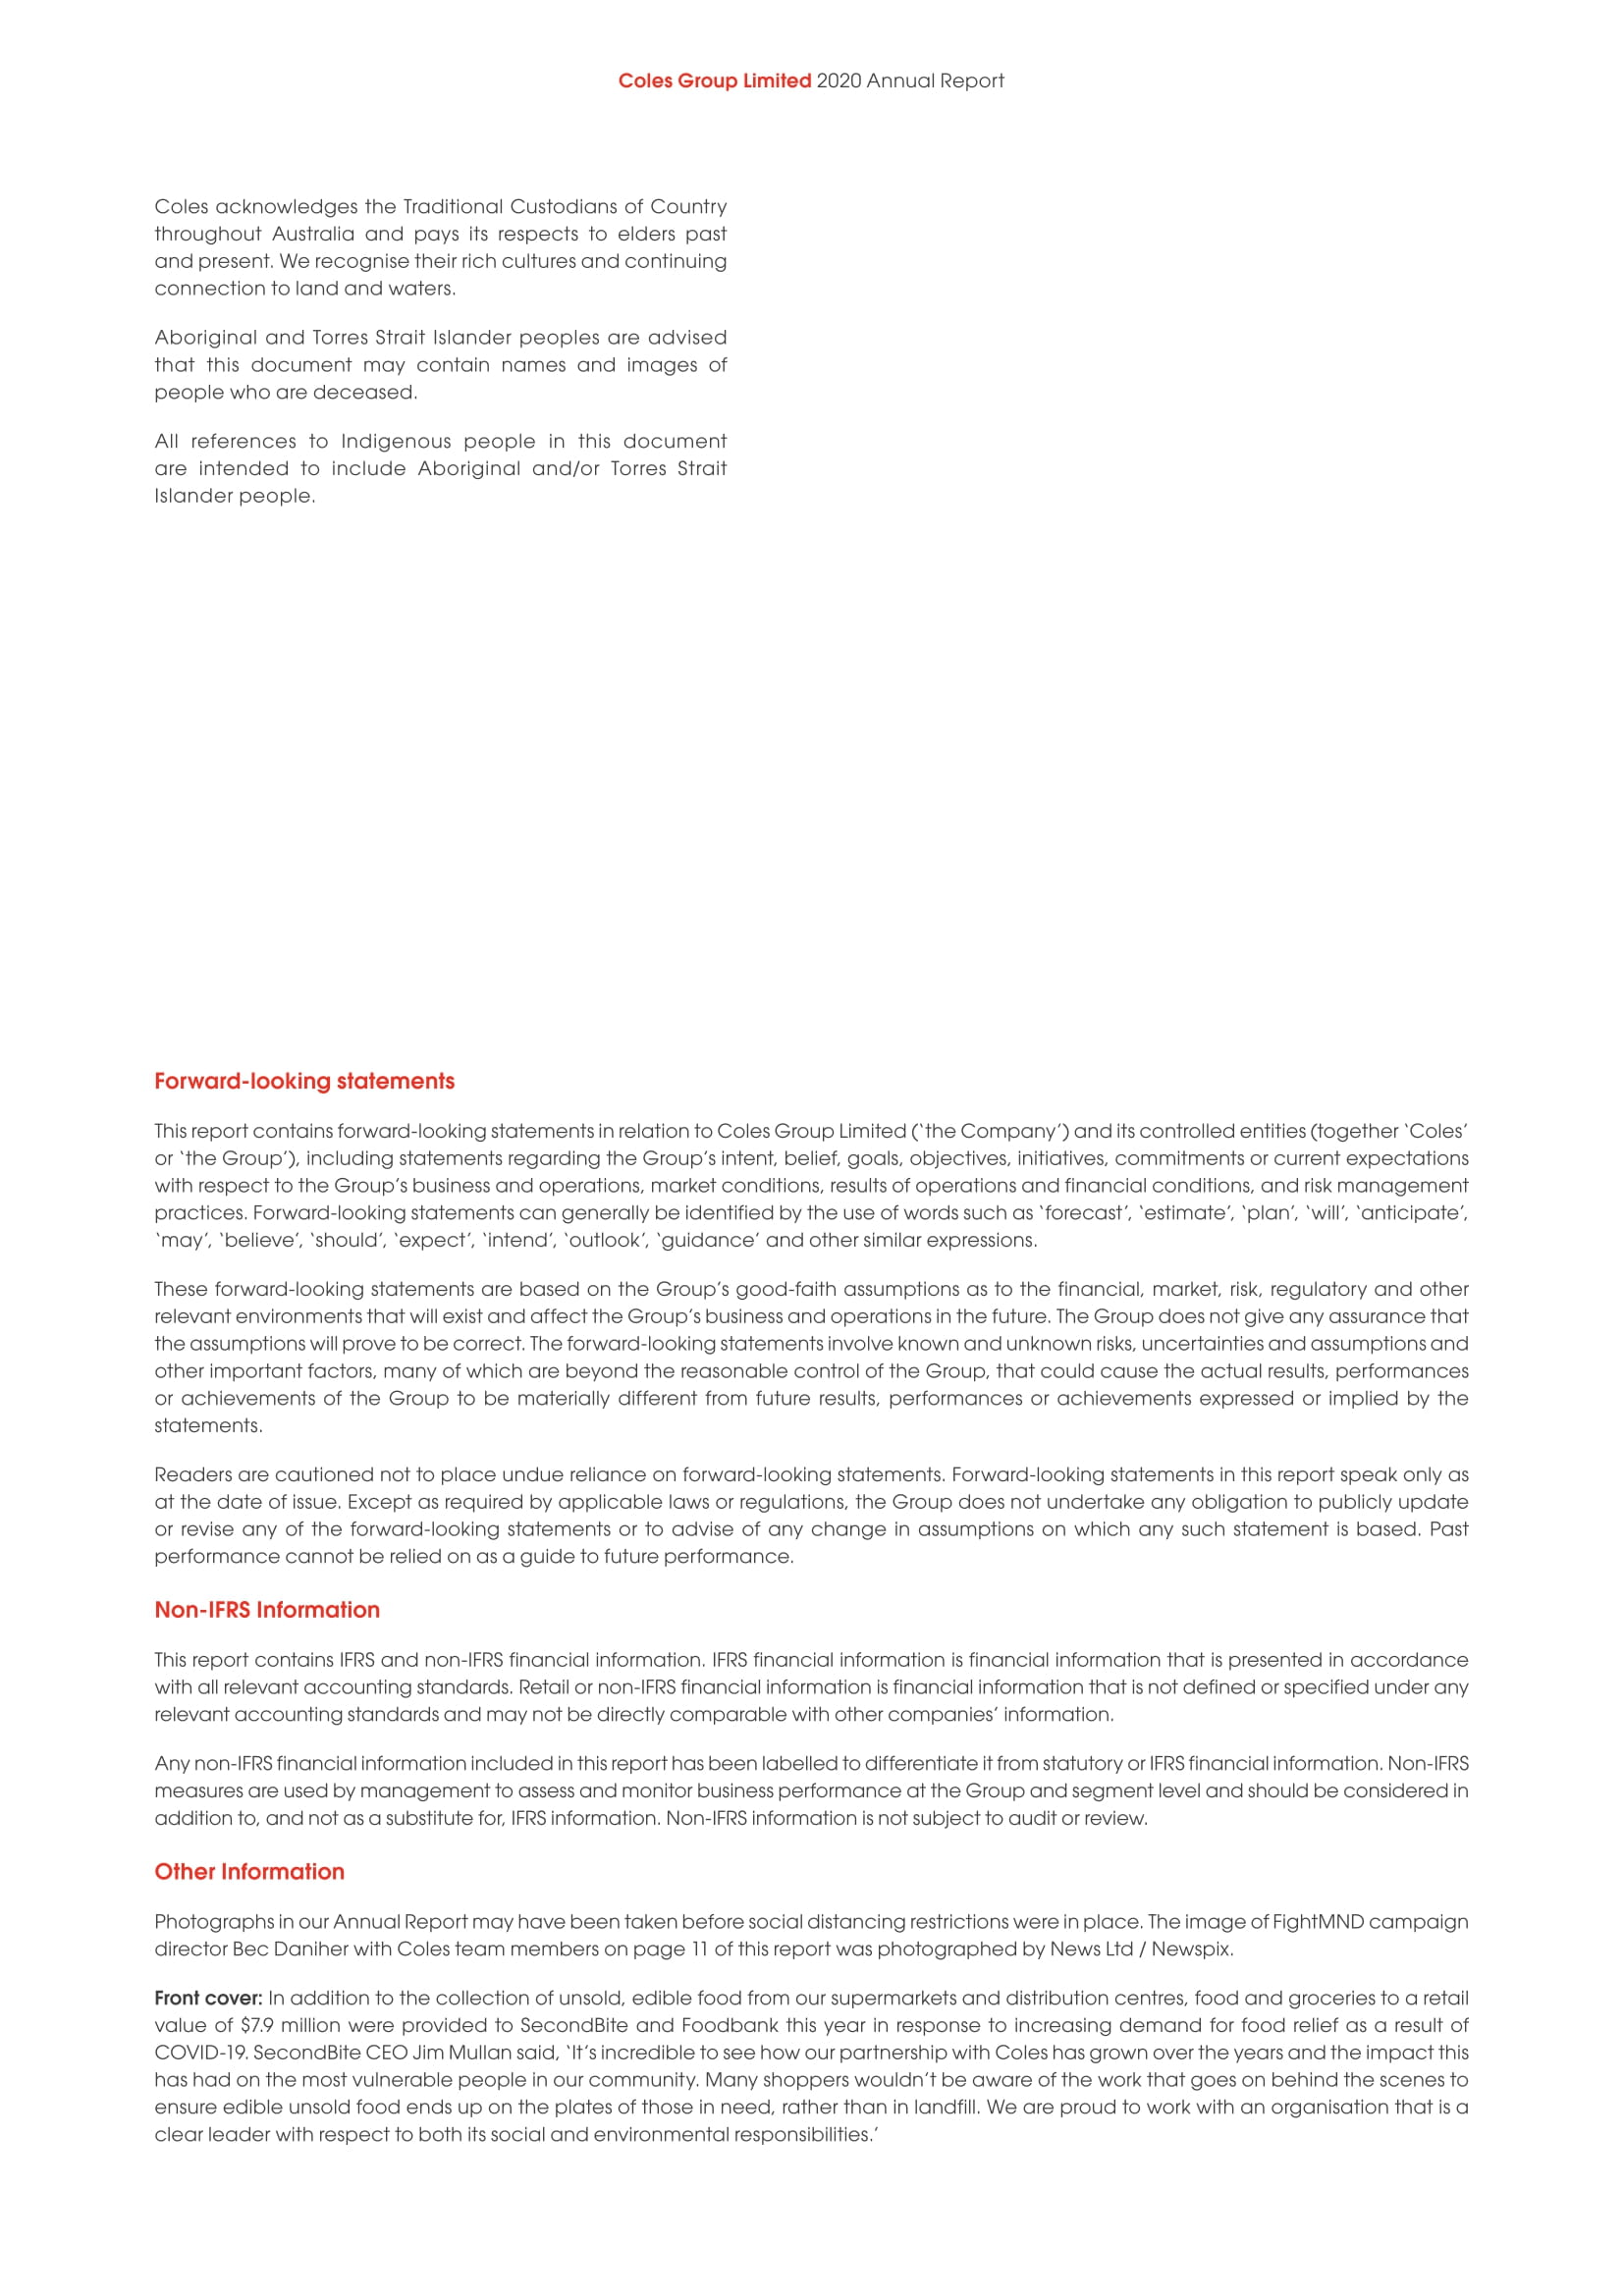 Coles Group Limited 2020 Annual Report
Coles acknowledges the Traditional Custodians of Country
throughout Australia and pays its respects to elders past
and present. We recognise their rich cultures and continuing
connection to land and waters.
Aboriginal and Torres Strait Islander peoples are advised
that this document may contain names and images of
people who are deceased.
All references to Indigenous people in this document
are intended to include Aboriginal and/or Torres Strait
Islander people.
Forward-looking statements
This report contains forward-looking statements in relation to Coles Group Limited (‘the Company’) and its controlled entities (together ‘Coles’
or ‘the Group’), including statements regarding the Group’s intent, belief, goals, objectives, initiatives, commitments or current expectations
with respect to the Group’s business and operations, market conditions, results of operations and financial conditions, and risk management
practices. Forward-looking statements can generally be identified by the use of words such as ‘forecast’, ‘estimate’, ‘plan’, ‘will’, ‘anticipate’,
‘may’, ‘believe’, ‘should’, ‘expect’, ‘intend’, ‘outlook’, ‘guidance’ and other similar expressions.
These forward-looking statements are based on the Group’s good-faith assumptions as to the financial, market, risk, regulatory and other
relevant environments that will exist and affect the Group’s business and operations in the future. The Group does not give any assurance that
the assumptions will prove to be correct. The forward-looking statements involve known and unknown risks, uncertainties and assumptions and
other important factors, many of which are beyond the reasonable control of the Group, that could cause the actual results, performances
or achievements of the Group to be materially different from future results, performances or achievements expressed or implied by the
statements.
Readers are cautioned not to place undue reliance on forward-looking statements. Forward-looking statements in this report speak only as
at the date of issue. Except as required by applicable laws or regulations, the Group does not undertake any obligation to publicly update
or revise any of the forward-looking statements or to advise of any change in assumptions on which any such statement is based. Past
performance cannot be relied on as a guide to future performance.
Non-IFRS Information
This report contains IFRS and non-IFRS financial information. IFRS financial information is financial information that is presented in accordance
with all relevant accounting standards. Retail or non-IFRS financial information is financial information that is not defined or specified under any
relevant accounting standards and may not be directly comparable with other companies’ information.
Any non-IFRS financial information included in this report has been labelled to differentiate it from statutory or IFRS financial information. Non-IFRS
measures are used by management to assess and monitor business performance at the Group and segment level and should be considered in
addition to, and not as a substitute for, IFRS information. Non-IFRS information is not subject to audit or review.
Other Information
Photographs in our Annual Report may have been taken before social distancing restrictions were in place. The image of FightMND campaign
director Bec Daniher with Coles team members on page 11 of this report was photographed by News Ltd / Newspix.
Front cover: In addition to the collection of unsold, edible food from our supermarkets and distribution centres, food and groceries to a retail
value of $7.9 million were provided to SecondBite and Foodbank this year in response to increasing demand for food relief as a result of
COVID-19. SecondBite CEO Jim Mullan said, ‘It’s incredible to see how our partnership with Coles has grown over the years and the impact this
has had on the most vulnerable people in our community. Many shoppers wouldn’t be aware of the work that goes on behind the scenes to
ensure edible unsold food ends up on the plates of those in need, rather than in landfill. We are proud to work with an organisation that is a
clear leader with respect to both its social and environmental responsibilities.’